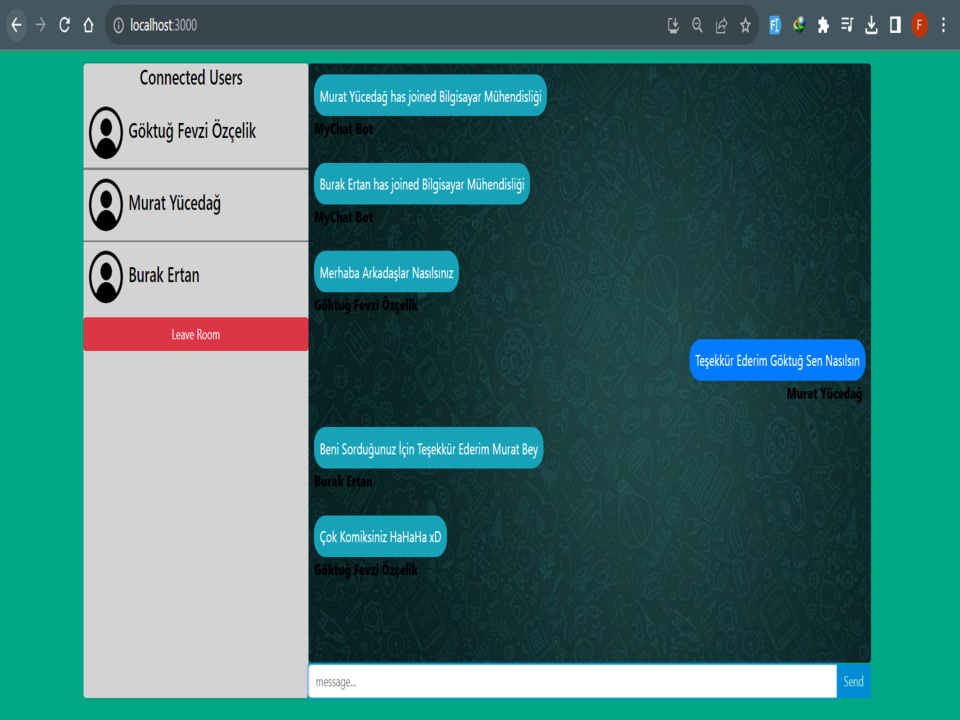 localhost:3000
F
Connected Users
Göktuğ Fevzi Özçelik
Murat Yücedağ
Burak Ertan
Leave Room
Murat Yücedağ has joined Bilgisayar Mühendisliği
MyChat Bot
Burak Ertan has joined Bilgisayar Mühendisliği
MyChat Bot
Merhaba Arkadaşlar Nasılsınız
Göktuğ Fevzi Özçelik
Teşekkür Ederim Göktuğ Sen Nasılsın
Murat Yücedağ
Beni Sorduğunuz İçin Teşekkür Ederim Murat Bey
Burak Ertan
Çok Komiksiniz HaHaHa xD
Göktuğ Fevzi Özçelik
message...
Send